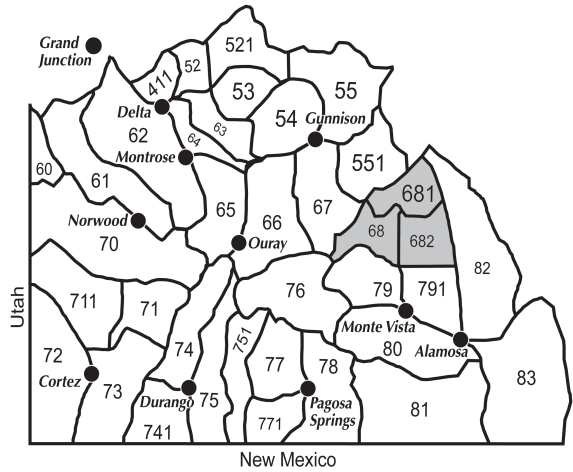 Grand
Junction
521
52
411
53
55
Delta
54
Gunnison
62
63
64
Montrose
551
60
61
681
Norwood
65
66
67
68
682
70
Ouray
82
76
79
791
711
71
Utah
Monte Vista
751
74
77
78
80
Alamosa
72
Cortez
73
Durango
75
Pagosa
Springs
83
741
771
81
New Mexico